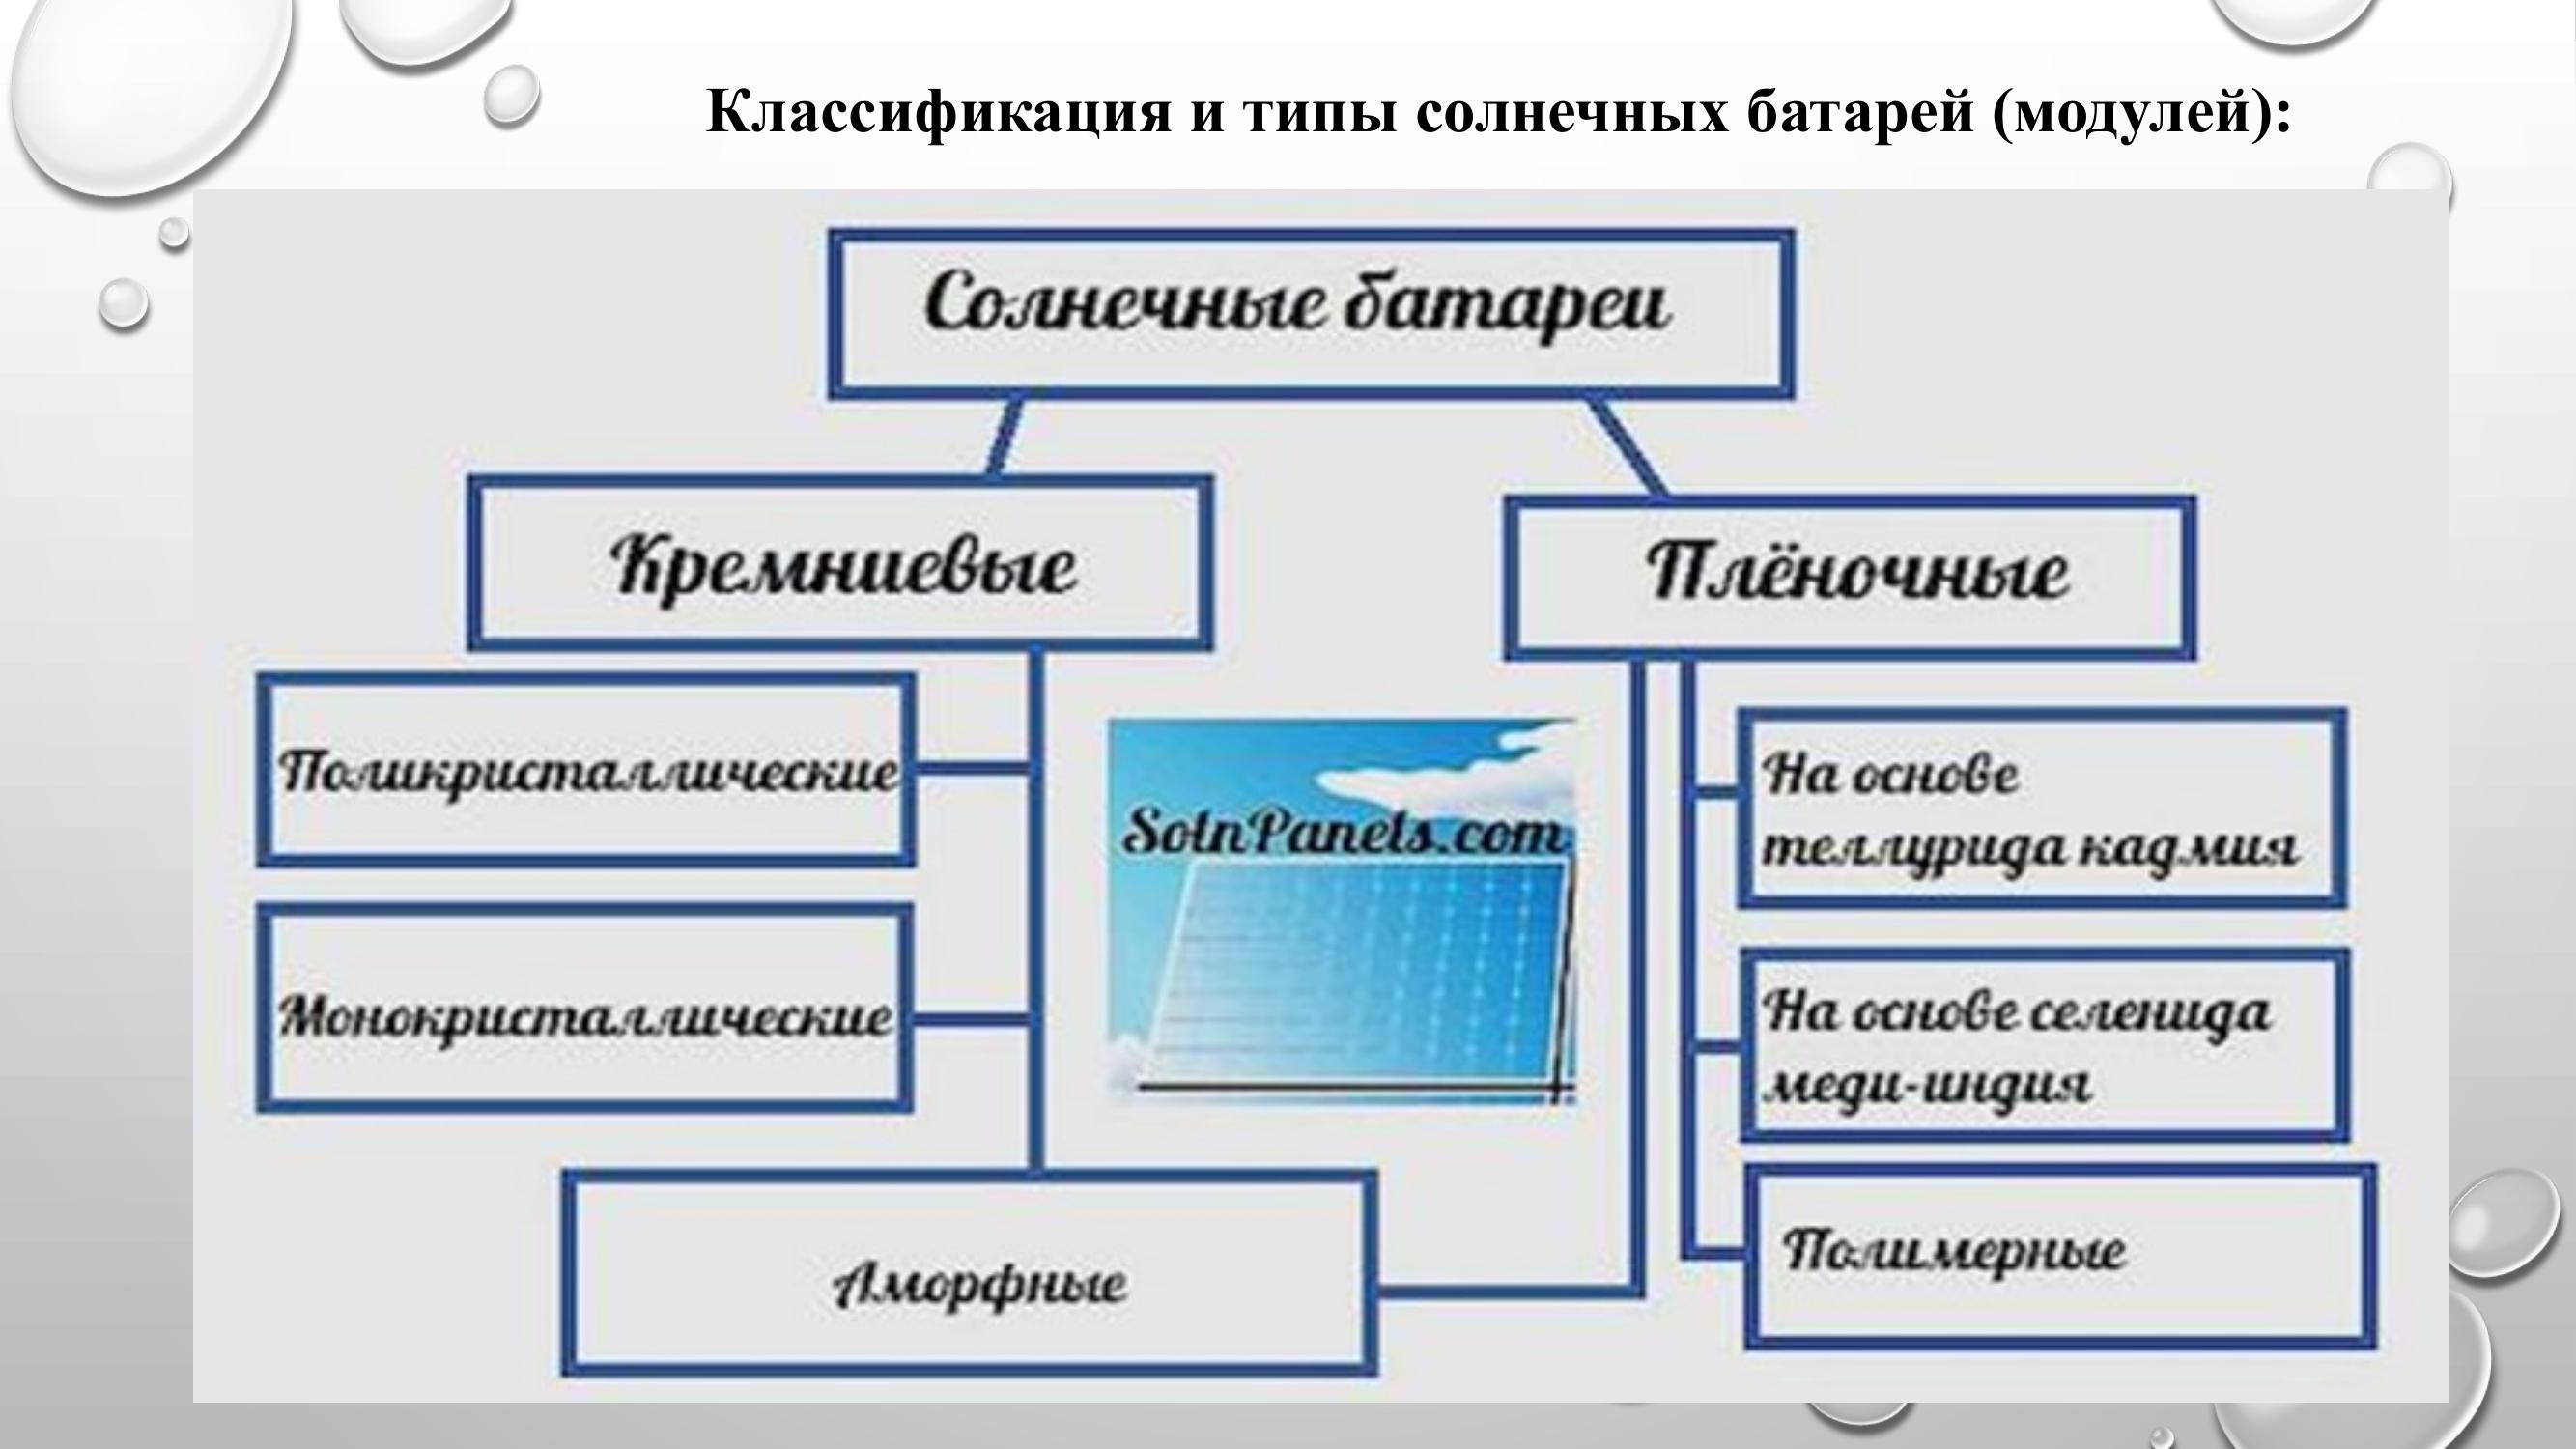 Классификация и типы солнечных батарей (модулей):
Солнечные батареи
Кремниевые
Плёночные
Поликристаллические
Монокристаллические
Аморфные
SolnPanels.com
На основе
теллурида кадмия
На основе селенида
меди-индия
Полимерные